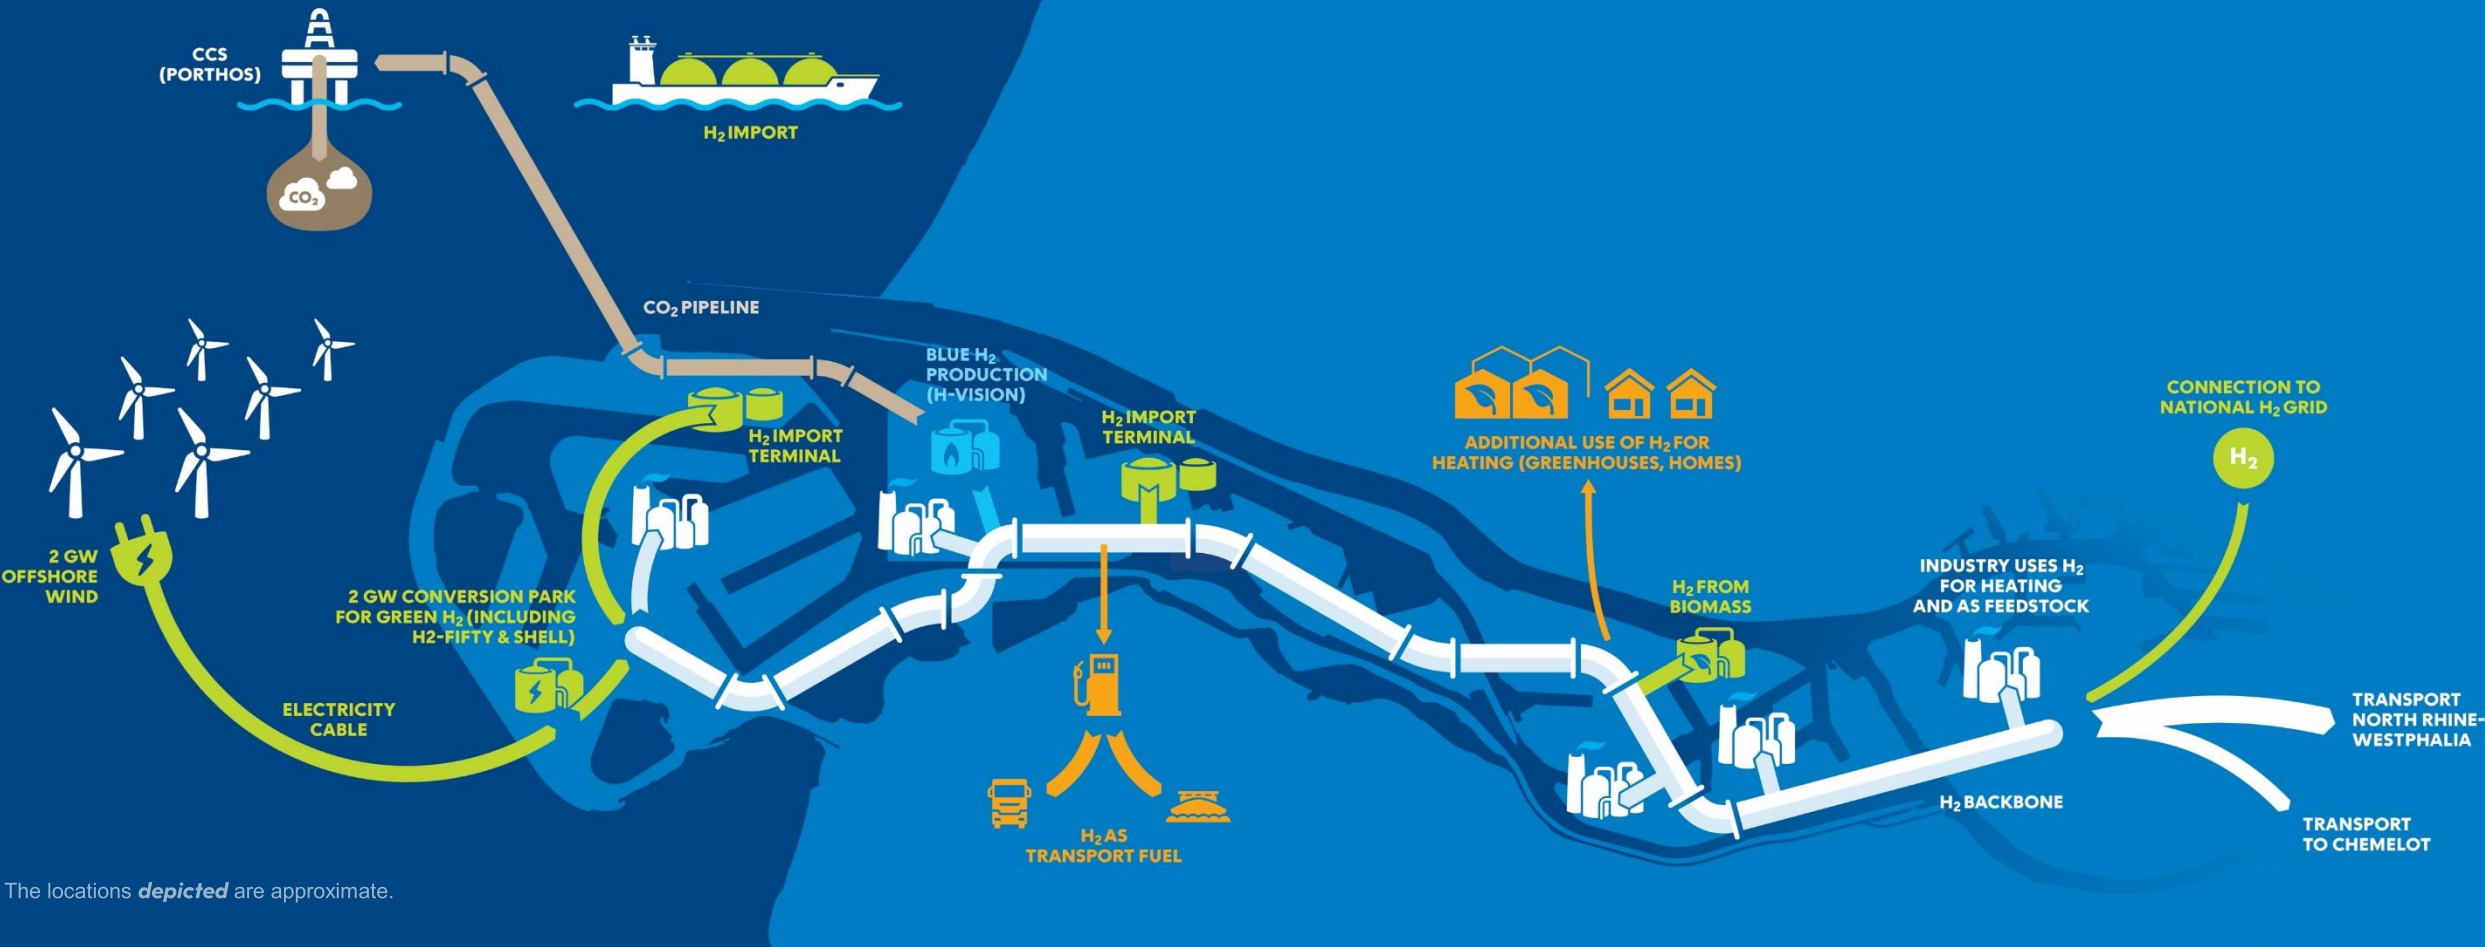 CCS
(PORTHOS)
CO₂
H₂ IMPORT
CO₂ PIPELINE
BLUE H₂
PRODUCTION
(H-VISION)
H₂ IMPORT
TERMINAL
H₂ IMPORT
TERMINAL
ADDITIONAL USE OF H₂ FOR
HEATING (GREENHOUSES, HOMES)
CONNECTION TO
NATIONAL H₂ GRID
H₂
2 GW
OFFSHORE
WIND
2 GW CONVERSION PARK
FOR GREEN H₂ (INCLUDING
H2-FIFTY & SHELL)
ELECTRICITY
CABLE
H₂ FROM
BIOMASS
INDUSTRY USES H₂
FOR HEATING
AND AS FEEDSTOCK
TRANSPORT
NORTH RHINE-
WESTPHALIA
H₂ BACKBONE
TRANSPORT
TO CHEMELOT
H₂ AS
TRANSPORT FUEL
The locations depicted are approximate.